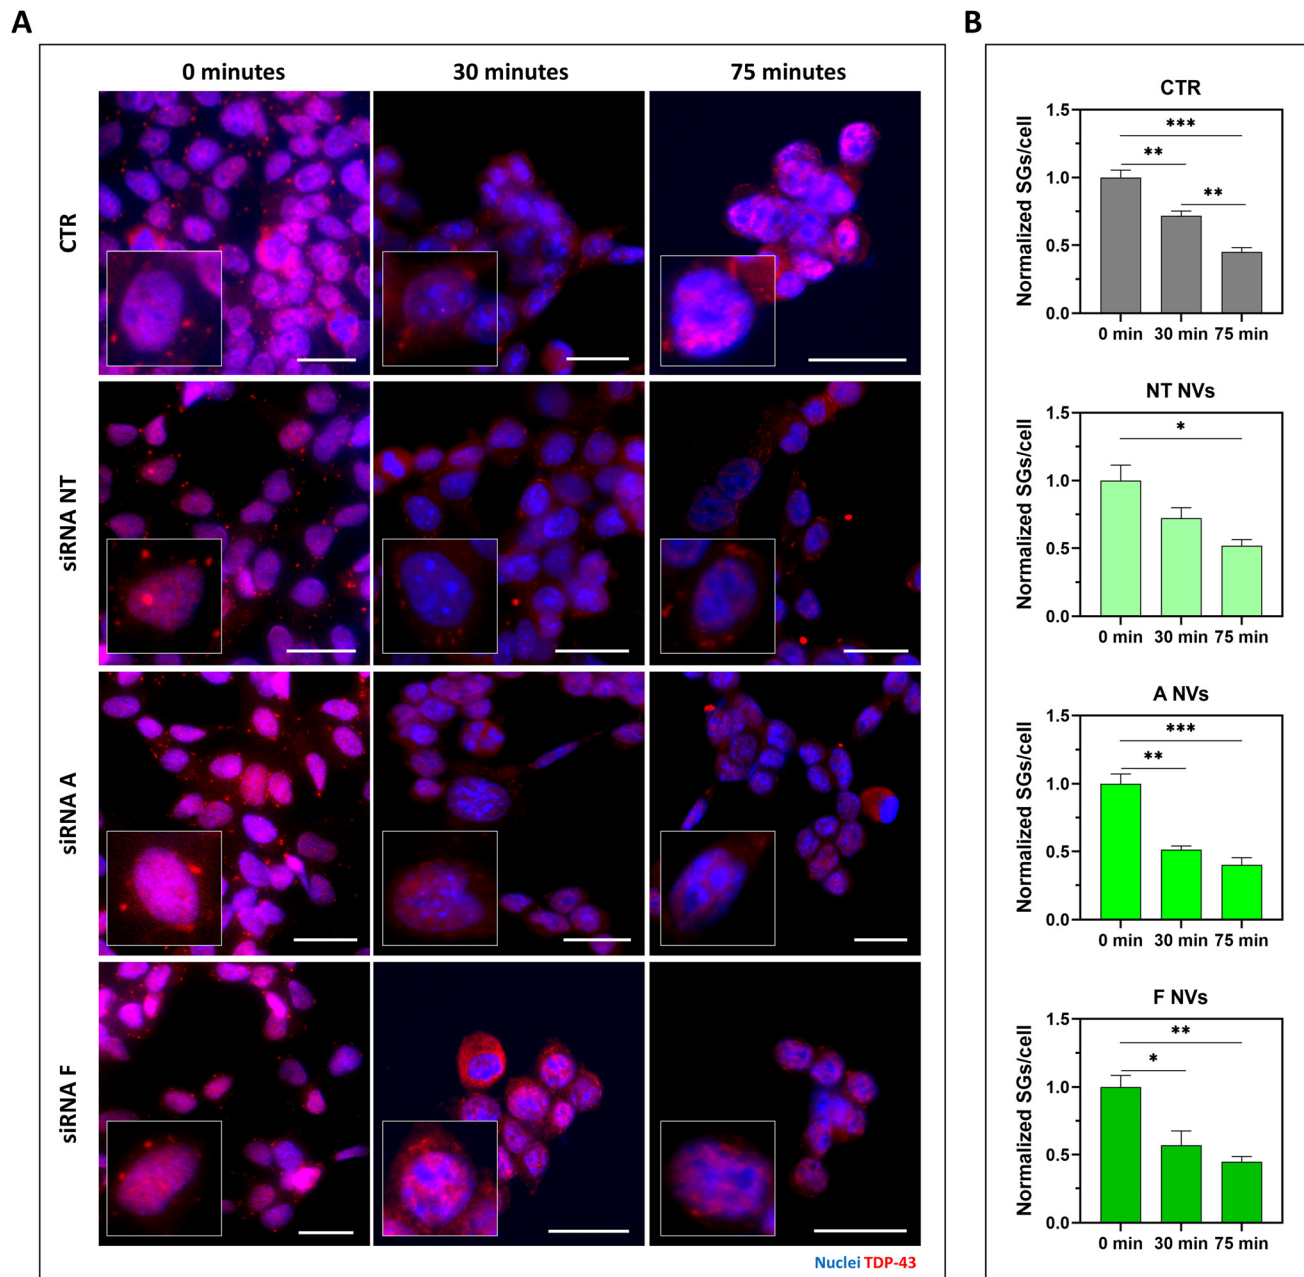 A
B
0 minutes
30 minutes
75 minutes
CTR
siRNA NT
siRNA A
siRNA F
Nuclei TDP-43
CTR
Normalized SGs/cell
1.5
1.0
0.5
0.0
***
**
**
0 min 30 min 75 min
NT NVs
Normalized SGs/cell
1.5
1.0
0.5
0.0
*
0 min 30 min 75 min
A NVs
Normalized SGs/cell
1.5
1.0
0.5
0.0
***
**
0 min 30 min 75 min
F NVs
Normalized SGs/cell
1.5
1.0
0.5
0.0
**
*
0 min 30 min 75 min